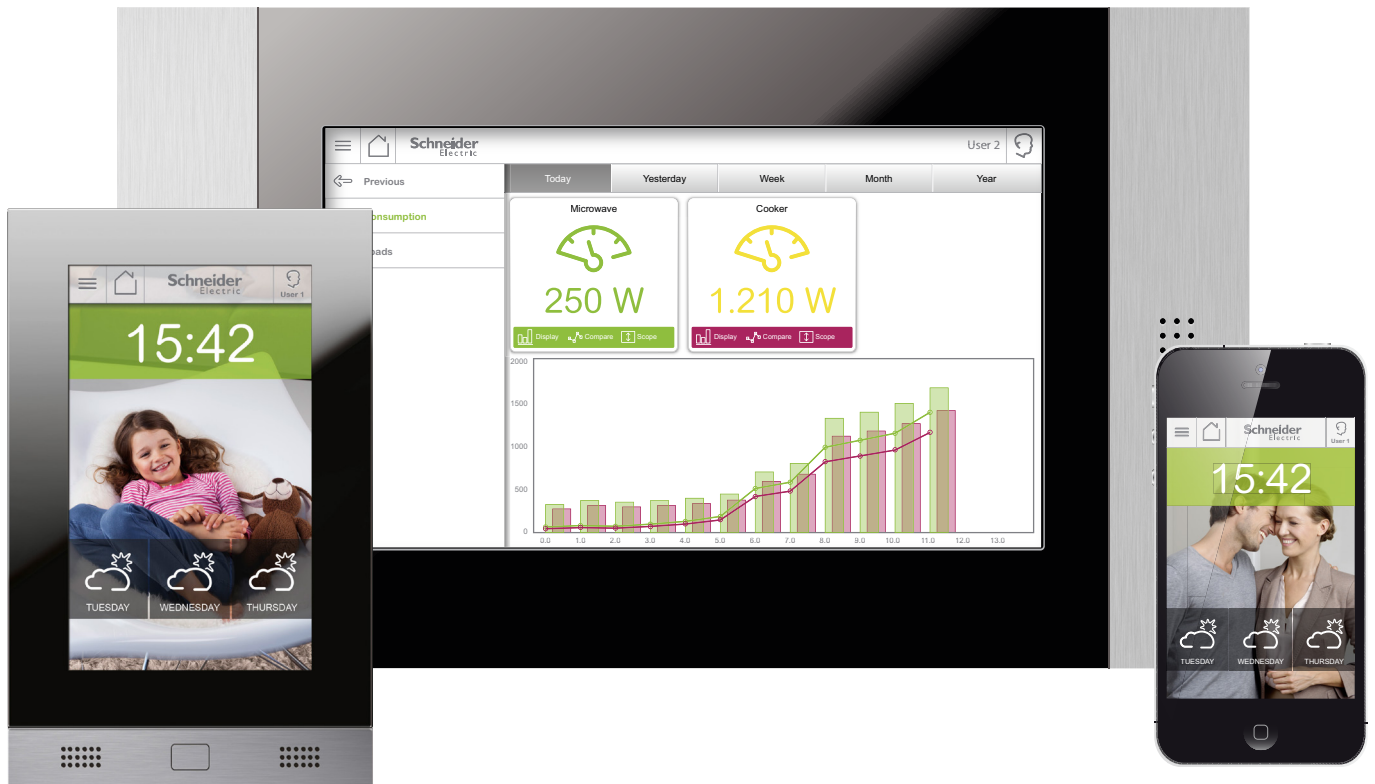 Schneider
Electric
User 2
Previous
onsumption
oads
Today Yesterday Week Month Year
Microwave Cooker
250 W 1.210 W
Display Compare Scope Display Compare Scope
2000
1500
1000
500
0
0.0 1.0 2.0 3.0 4.0 5.0 6.0 7.0 8.0 9.0 10.0 11.0 12.0 13.0
Schneider
Electric
User 1
15:42
TUESDAY WEDNESDAY THURSDAY
Schneider
Electric
User 1
15:42
TUESDAY WEDNESDAY THURSDAY